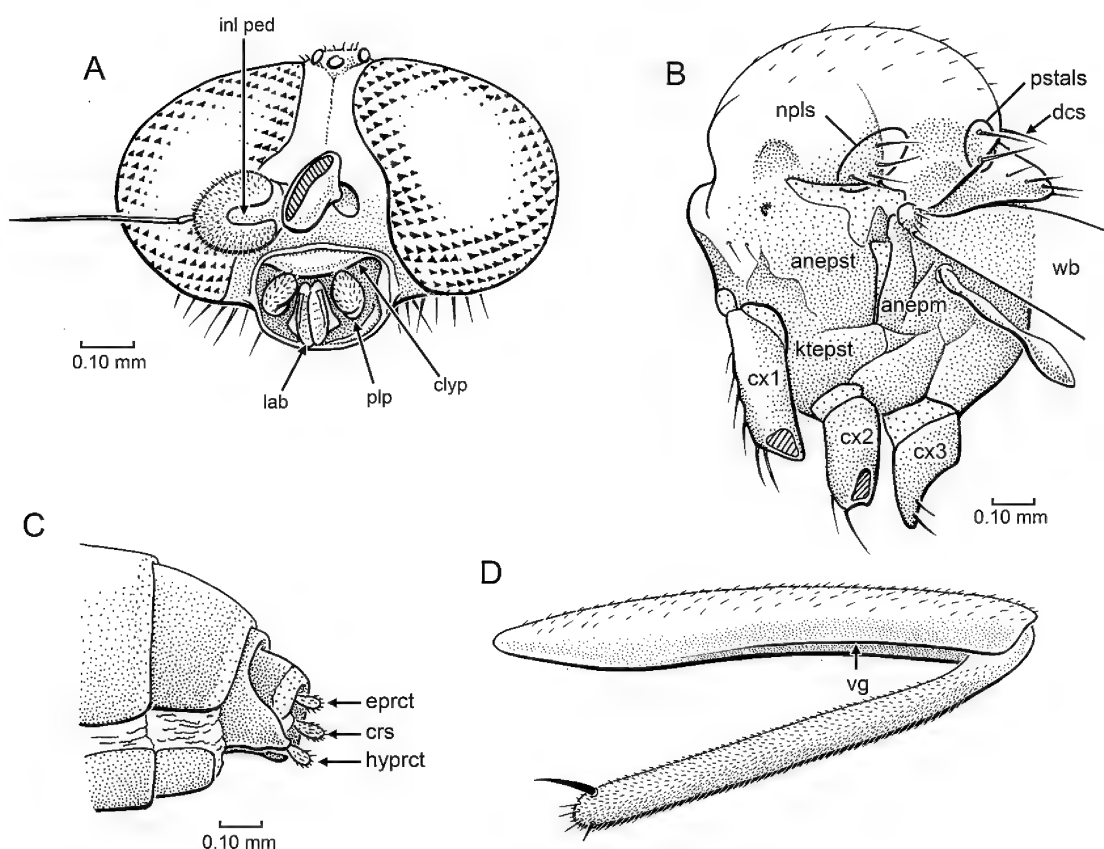 A
inl ped
0.10 mm
lab
plp
clyp
B
npls
pstals
dcs
anepst
wb
anepm
ktepst
cx1
cx2
cx3
0.10 mm
C
eprct
crs
hyprct
0.10 mm
D
vg